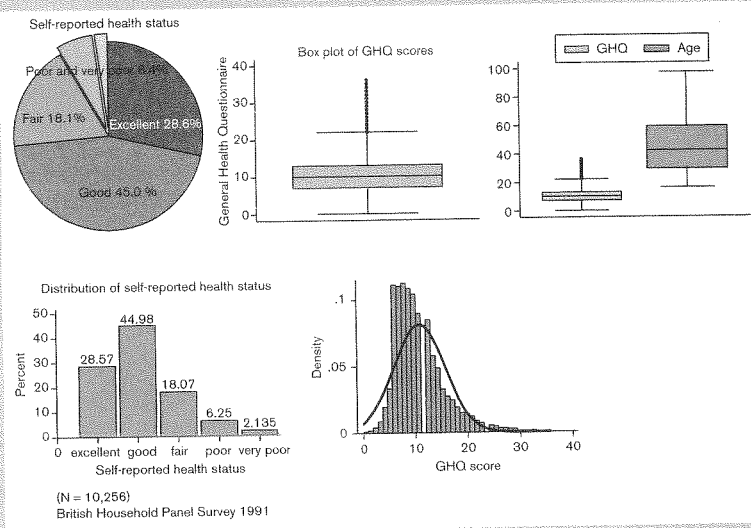 Self-reported health status
Poor and very poor 8.4%
Fair 18.1%
Excellent 28.6%
Good 45.0 %
Box plot of GHQ scores
General Health Questionnaire
40
30
20
10
0
GHQ
Age
100
80
60
40
20
0
Distribution of self-reported health status
Percent
50
40
30
20
10
0
28.57
44.98
18.07
6.25
2.135
0 excellent good fair poor very poor
Self-reported health status
Density
.1
.05
0
0 10 20 30 40
GHQ score
(N = 10,256)
British Household Panel Survey 1991